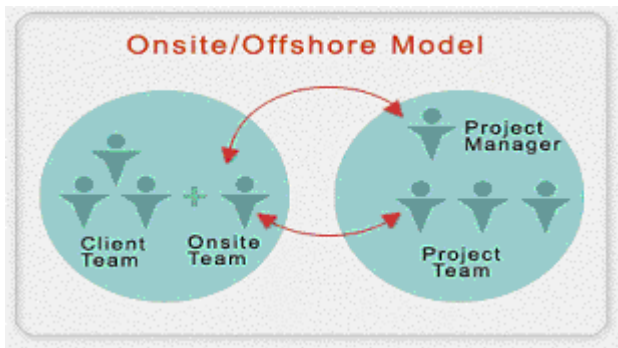 Onsite/Offshore Model
Project
Manager
Client
Team
Onsite
Team
Project
Team